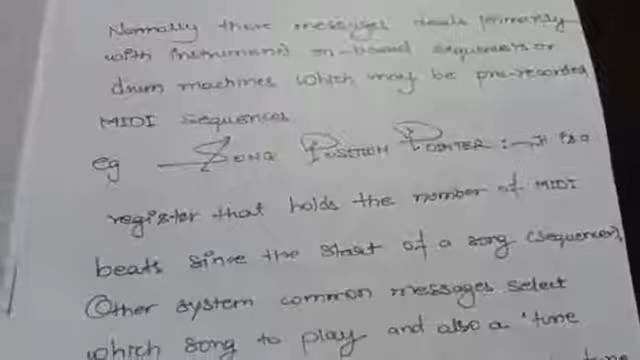 Normally these messages deals primarily
with instruments on-board sequencers or
drum machines which may be pre-recorded
MIDI sequences
eg SONG POSITION POINTER :- It is a
register that holds the number of MIDI
beats since the start of a song (sequencer),
Other system common messages select
which song to play and also a 'tune